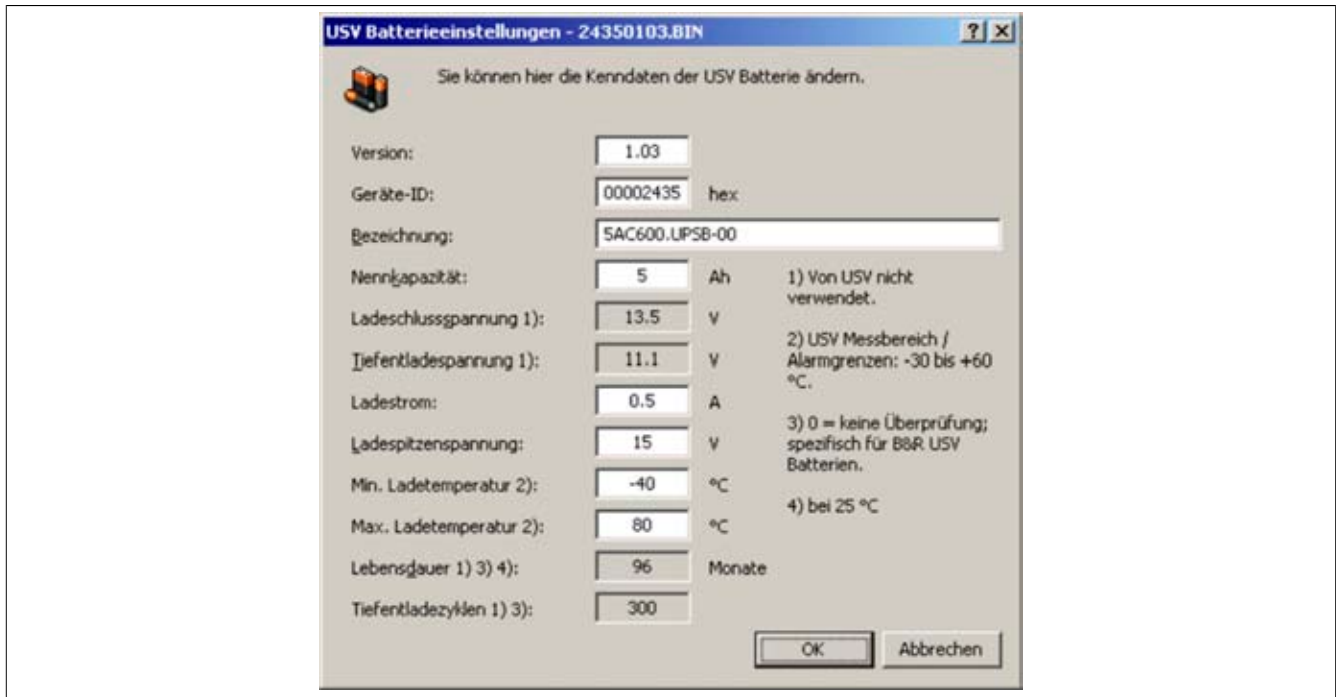 USV Batterieeinstellungen - 24350103.BIN
Sie können hier die Kenndaten der USV Batterie ändern.
Version: 1.03
Geräte-ID: 00002435 hex
Bezeichnung: 5AC600.UPSB-00
Nennkapazität: 5 Ah
Ladeschlussspannung 1): 13.5 V
Tiefentladespannung 1): 11.1 V
Ladestrom: 0.5 A
Ladespitzenspannung: 15 V
Min. Ladetemperatur 2): -40 °C
Max. Ladetemperatur 2): 80 °C
Lebensdauer 1) 3) 4): 96 Monate
Tiefentladezyklen 1) 3): 300
1) Von USV nicht
verwendet.
2) USV Messbereich /
Alarmgrenzen: -30 bis +60
°C.
3) 0 = keine Überprüfung;
spezifisch für B&R USV
Batterien.
4) bei 25 °C
OK Abbrechen